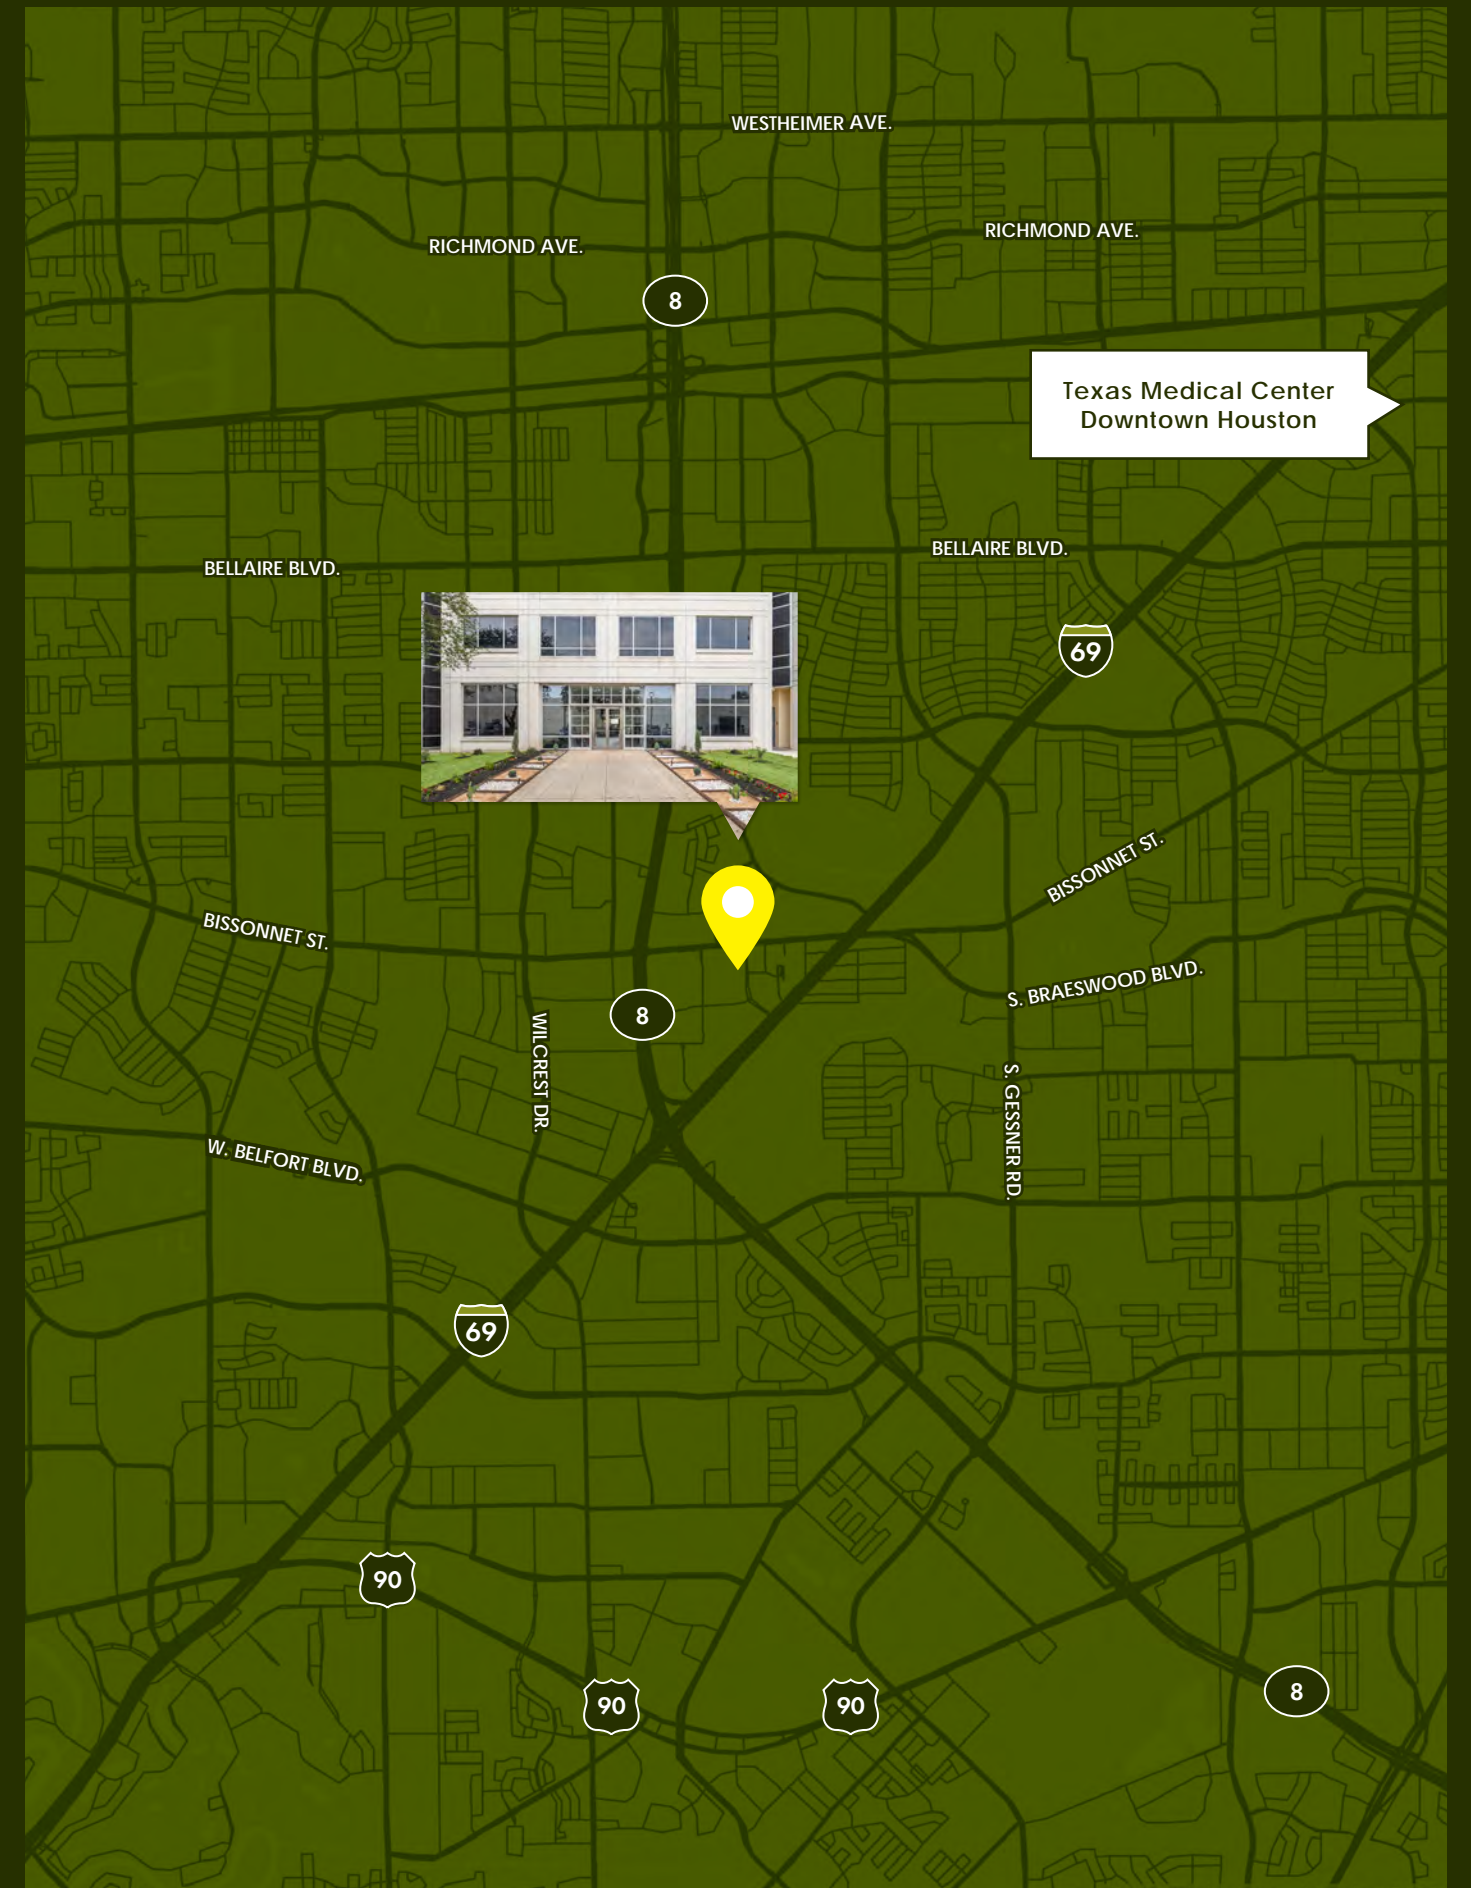 WESTHEIMER AVE.
RICHMOND AVE.
RICHMOND AVE.
8
Texas Medical Center
Downtown Houston
BELLAIRE BLVD.
BELLAIRE BLVD.
69
BISSONNET ST.
BISSONNET ST.
S. BRAESWOOD BLVD.
8
WILCREST DR.
S. GESSNER RD.
W. BELFORT BLVD.
69
90
90
90
8